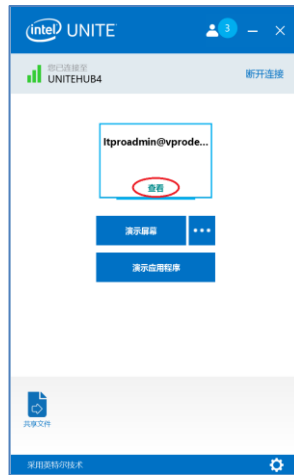 intel UNITE
3
您已连接至
UNITEHUB4
断开连接
Itproadmin@vprode...
查看
演示屏幕
演示应用程序
共享文件
采用英特尔技术